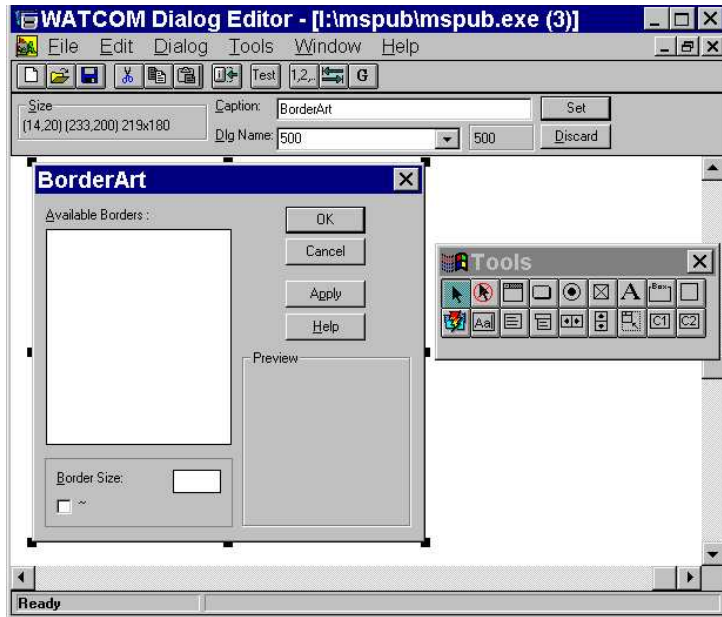 WATCOM Dialog Editor - [I:\mspub\mspub.exe (3)]
File Edit Dialog Tools Window Help
Test 1,2,.. G
Size
(14,20) (233,200) 219x180
Caption: BorderArt Set
Dlg Name: 500 500 Discard
BorderArt
Available Borders :
OK
Cancel
Apply
Help
Preview
Border Size:
~
Tools
A Box
Aa C1 C2
Ready